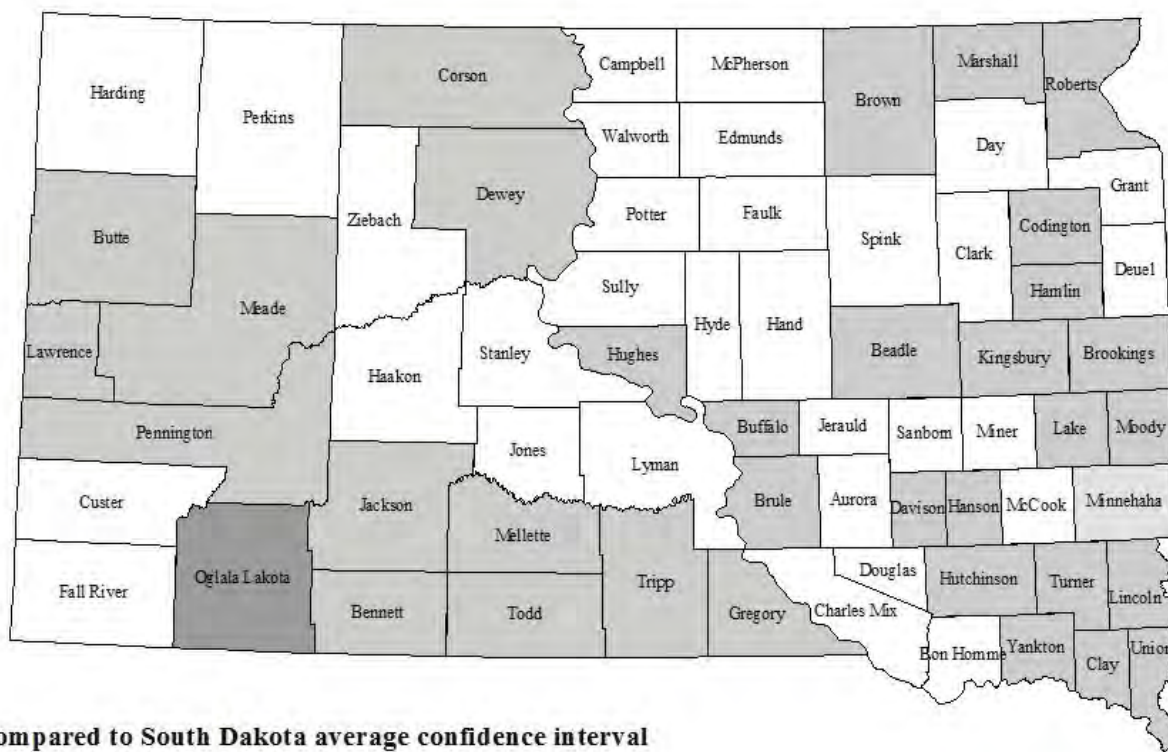 Harding
Perkins
Corson
Campbell
McPherson
Brown
Marshall
Roberts
Walworth
Edmunds
Day
Grant
Butte
Ziebach
Dewey
Potter
Faulk
Spink
Clark
Codington
Deuel
Hamlin
Meade
Sully
Hyde
Hand
Lawrence
Haakon
Stanley
Hughes
Beadle
Kingsbury
Brookings
Pennington
Jones
Lyman
Buffalo
Jerauld
Sanborn
Miner
Lake
Moody
Custer
Jackson
Mellette
Brule
Aurora
Davison
Hanson
McCook
Minnehaha
Fall River
Oglala Lakota
Bennett
Todd
Tripp
Gregory
Douglas
Charles Mix
Hutchinson
Turner
Lincoln
Bon Homme
Yankton
Clay
Union
ompared to South Dakota average confidence interval